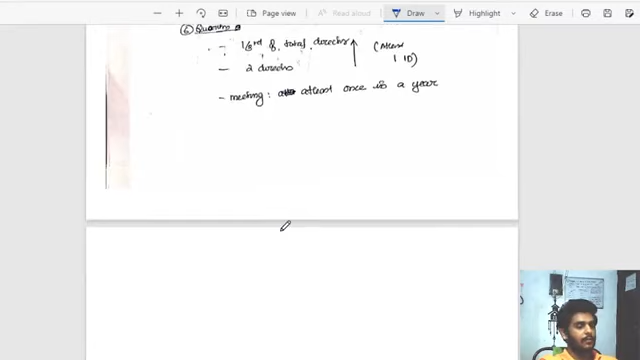 Page view
Read aloud
Draw
Highlight
Erase
⑥ Quorum
- 1/3rd of total directors (Atleast
1 ID)
- 2 directors
- meeting: atleast once in a year